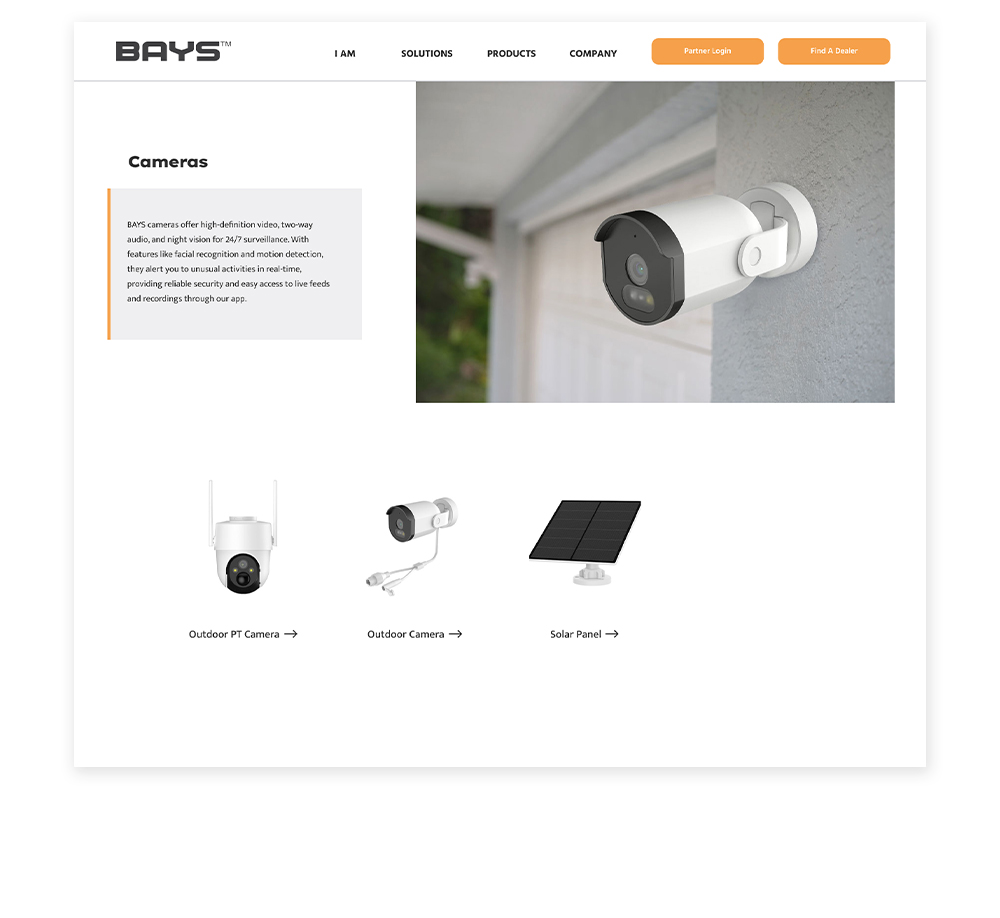 BAYS™
I AM
SOLUTIONS
PRODUCTS
COMPANY
Partner Login
Find A Dealer
Cameras
BAYS cameras offer high-definition video, two-way
audio, and night vision for 24/7 surveillance. With
features like facial recognition and motion detection,
they alert you to unusual activities in real-time,
providing reliable security and easy access to live feeds
and recordings through our app.
Outdoor PT Camera →
Outdoor Camera →
Solar Panel →